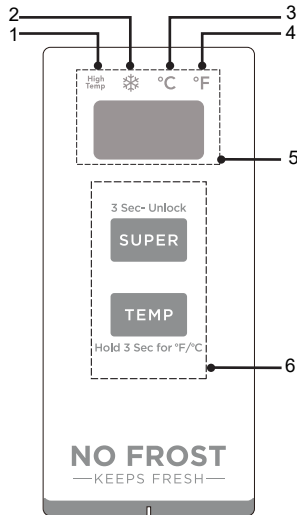 2
3
1
4
High
Temp
°C
°F
5
3 Sec- Unlock
SUPER
TEMP
Hold 3 Sec for °F/°C
6
NO FROST
KEEPS FRESH